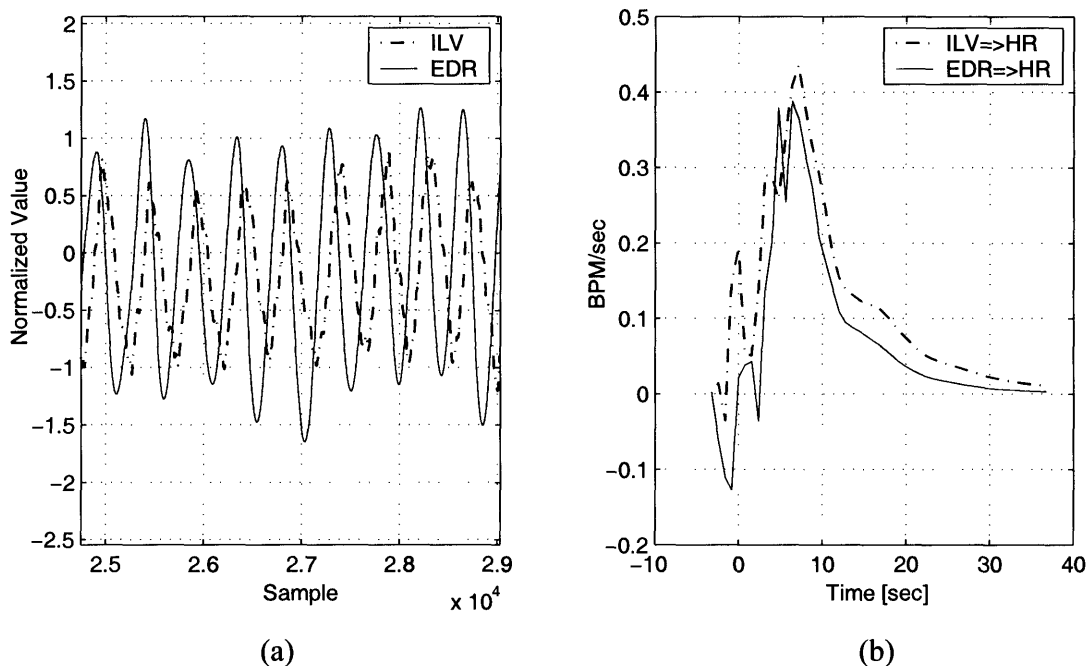 2
1.5
1
0.5
0
−0.5
−1
−1.5
−2
−2.5
Normalized Value
ILV
EDR
2.5
2.6
2.7
2.8
2.9
Sample
x 10^4
(a)
0.5
0.4
0.3
0.2
0.1
0
−0.1
−0.2
BPM/sec
ILV=>HR
EDR=>HR
−10
0
10
20
30
40
Time [sec]
(b)